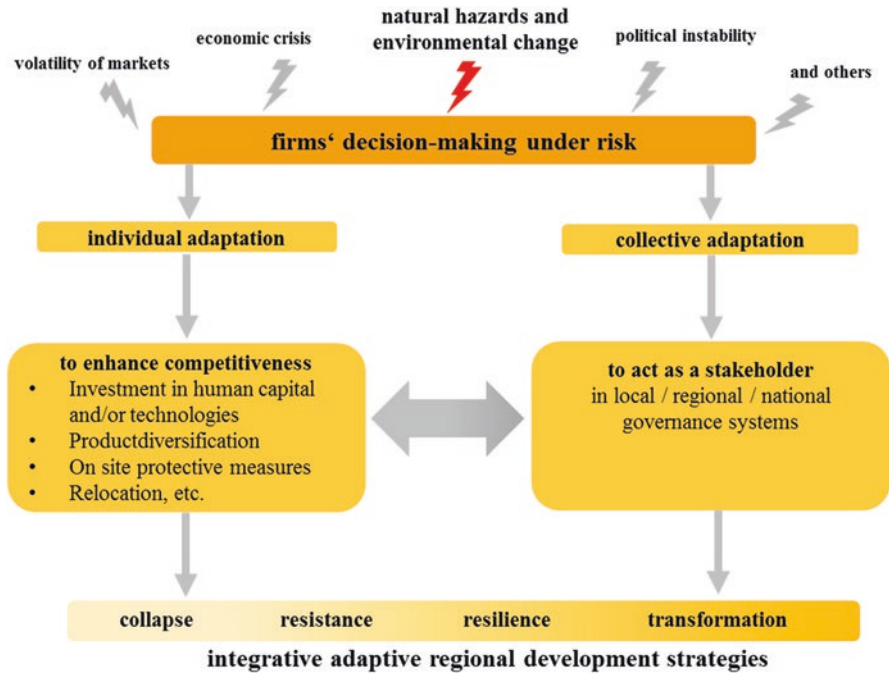 natural hazards and
environmental change
economic crisis
political instability
volatility of markets
and others
firms‘ decision-making under risk
individual adaptation
collective adaptation
to enhance competitiveness
• Investment in human capital
and/or technologies
• Productdiversification
• On site protective measures
• Relocation, etc.
to act as a stakeholder
in local / regional / national
governance systems
collapse resistance resilience transformation
integrative adaptive regional development strategies